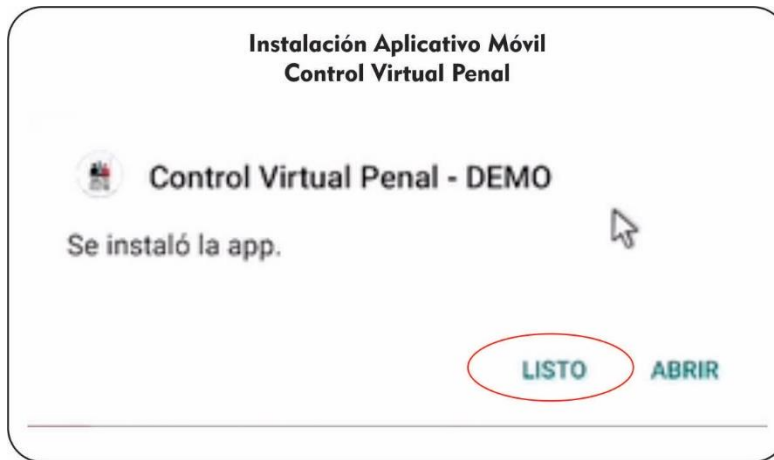 Instalación Aplicativo Móvil
Control Virtual Penal
Control Virtual Penal - DEMO
Se instaló la app.
LISTO ABRIR